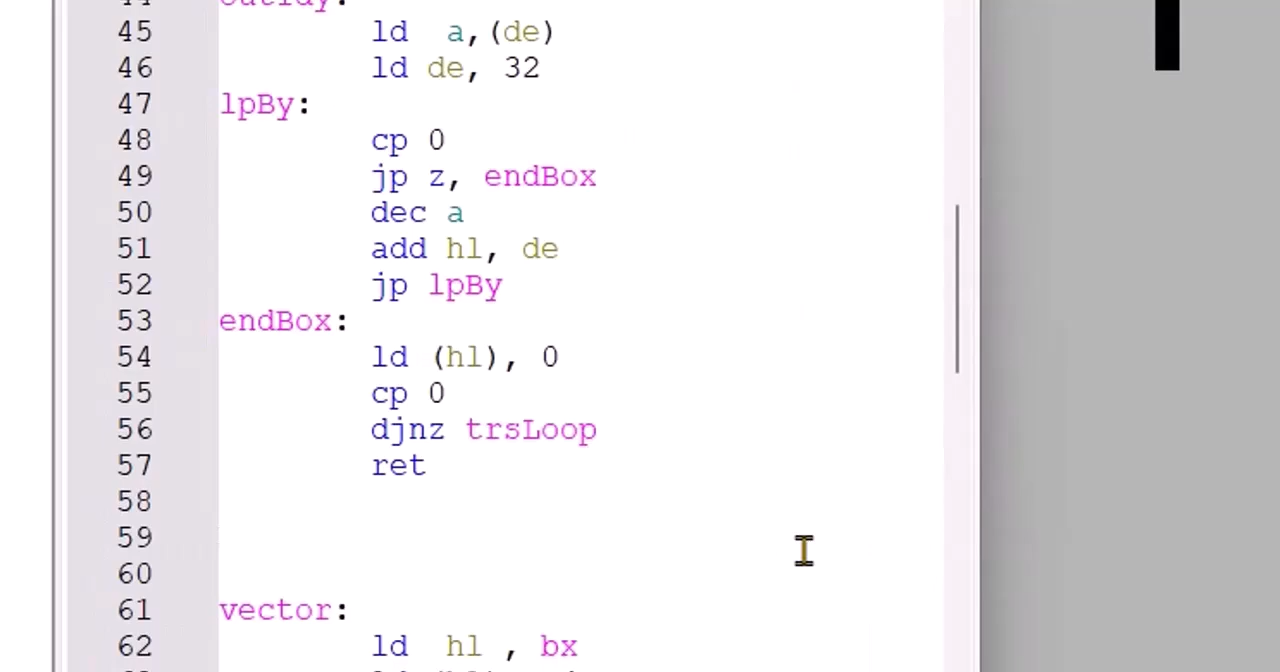 45 ld a,(de)
46 ld de, 32
47 lpBy:
48 cp 0
49 jp z, endBox
50 dec a
51 add hl, de
52 jp lpBy
53 endBox:
54 ld (hl), 0
55 cp 0
56 djnz trsLoop
57 ret
58
59
60
61 vector:
62 ld hl , bx